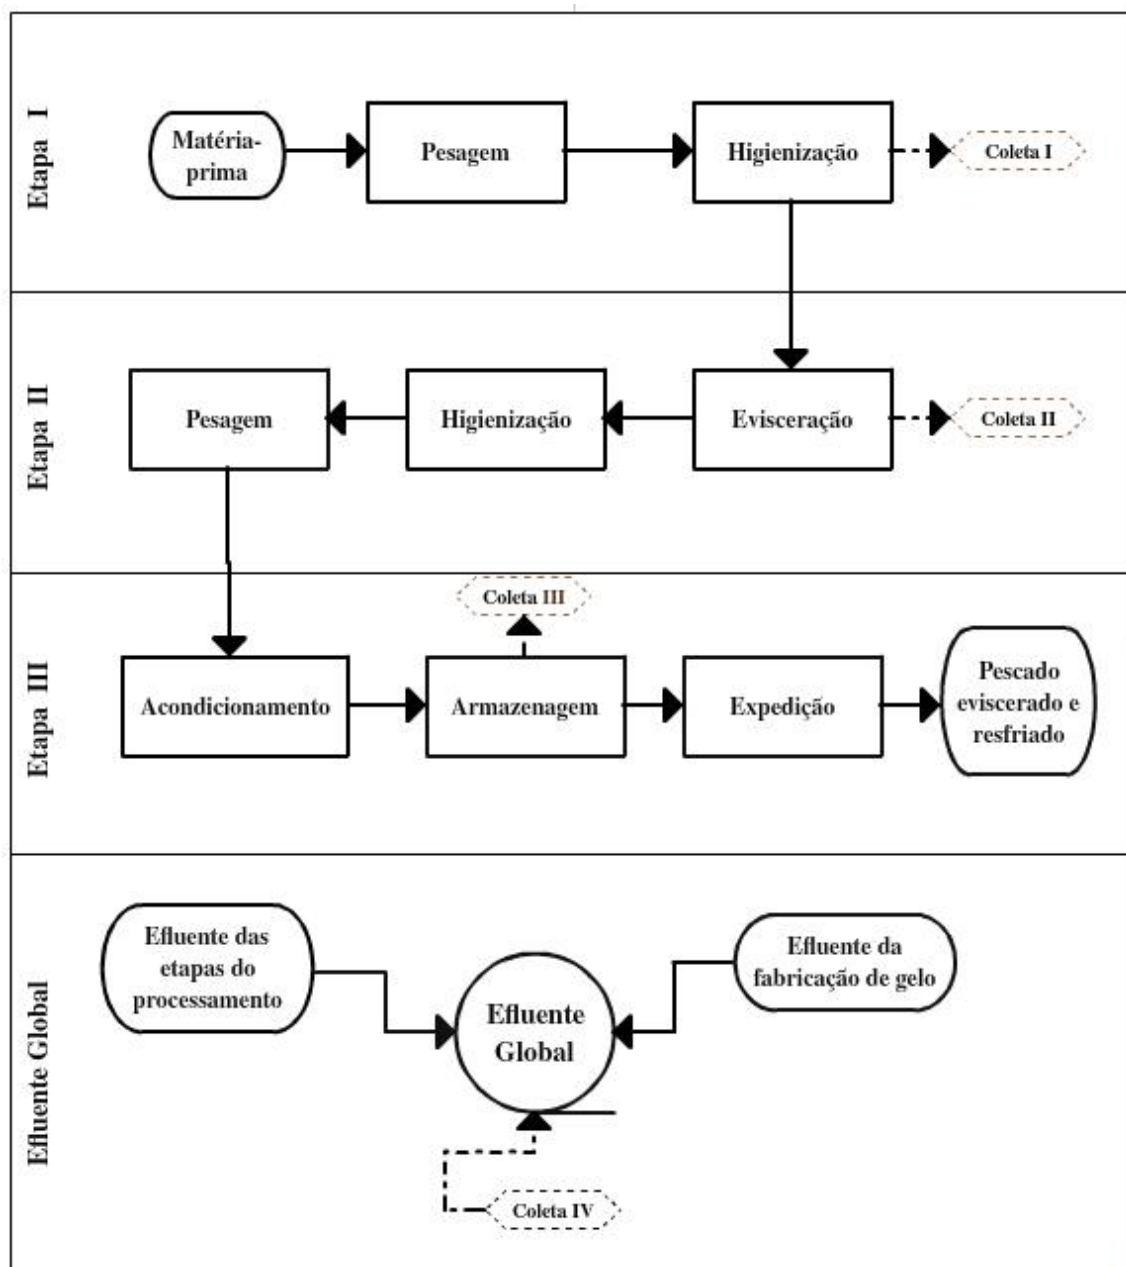 Etapa I
Matéria-
prima
Pesagem
Higienização
Coleta I
Etapa II
Pesagem
Higienização
Evisceração
Coleta II
Etapa III
Coleta III
Acondicionamento
Armazenagem
Expedição
Pescado
eviscerado e
resfriado
Efluente Global
Efluente das
etapas do
processamento
Efluente
Global
Efluente da
fabricação de gelo
Coleta IV